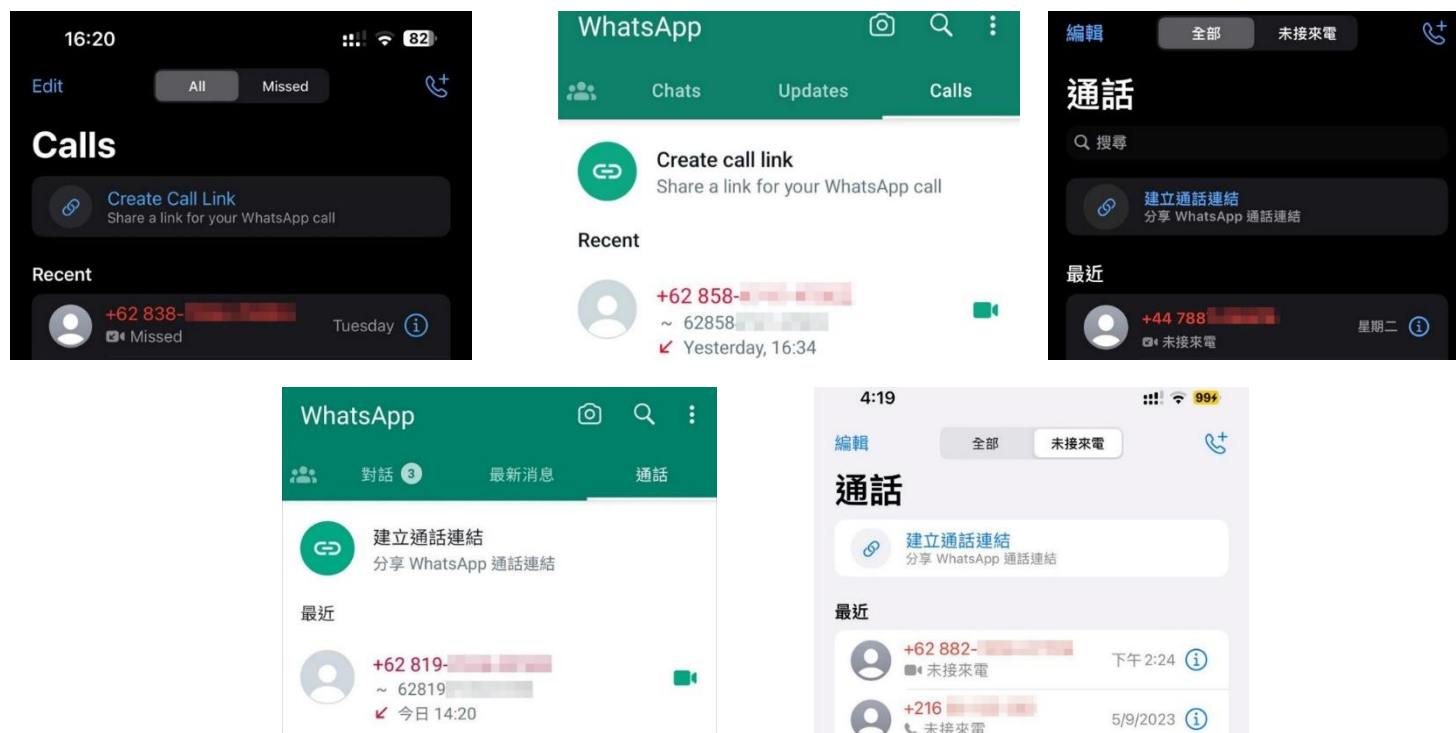 16:20
82
Edit
All
Missed
Calls
Create Call Link
Share a link for your WhatsApp call
Recent
+62 838-
Missed
Tuesday
WhatsApp
Chats
Updates
Calls
Create call link
Share a link for your WhatsApp call
Recent
+62 858-
~ 62858
Yesterday, 16:34
編輯
全部
未接來電
通話
搜尋
建立通話連結
分享 WhatsApp 通話連結
最近
+44 788
未接來電
星期二
WhatsApp
對話 3
最新消息
通話
建立通話連結
分享 WhatsApp 通話連結
最近
+62 819-
~ 62819
今日 14:20
4:19
99
編輯
全部
未接來電
通話
建立通話連結
分享 WhatsApp 通話連結
最近
+62 882-
未接來電
下午 2:24
+216
未接來電
5/9/2023